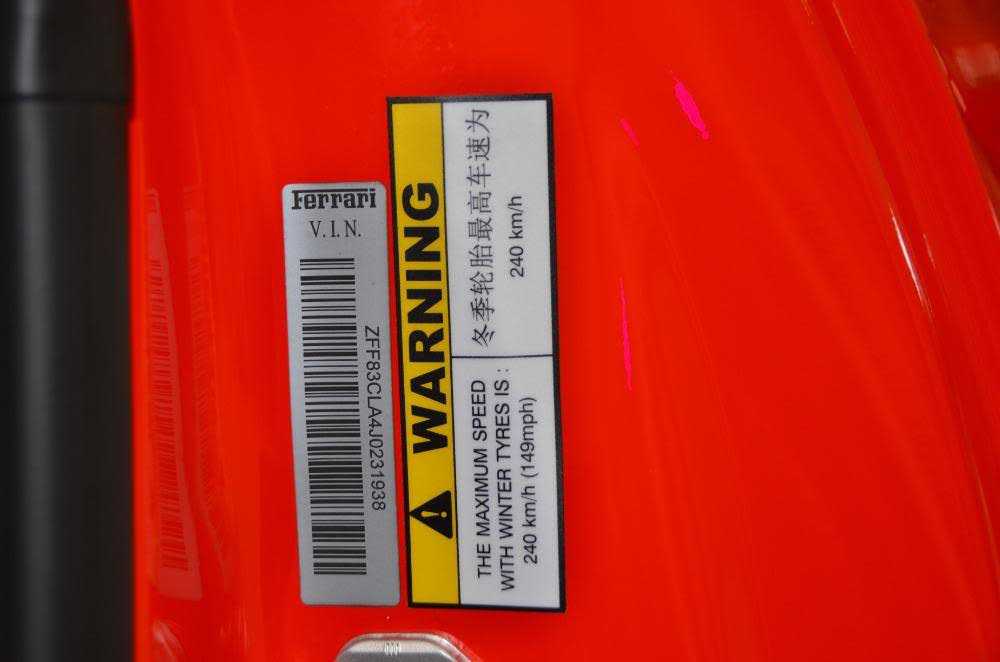 Ferrari
V.I.N.
ZFF83CLA4J0231938
WARNING
THE MAXIMUM SPEED
WITH WINTER TYRES IS :
240 km/h (149mph)
冬季轮胎最高车速为
240 km/h